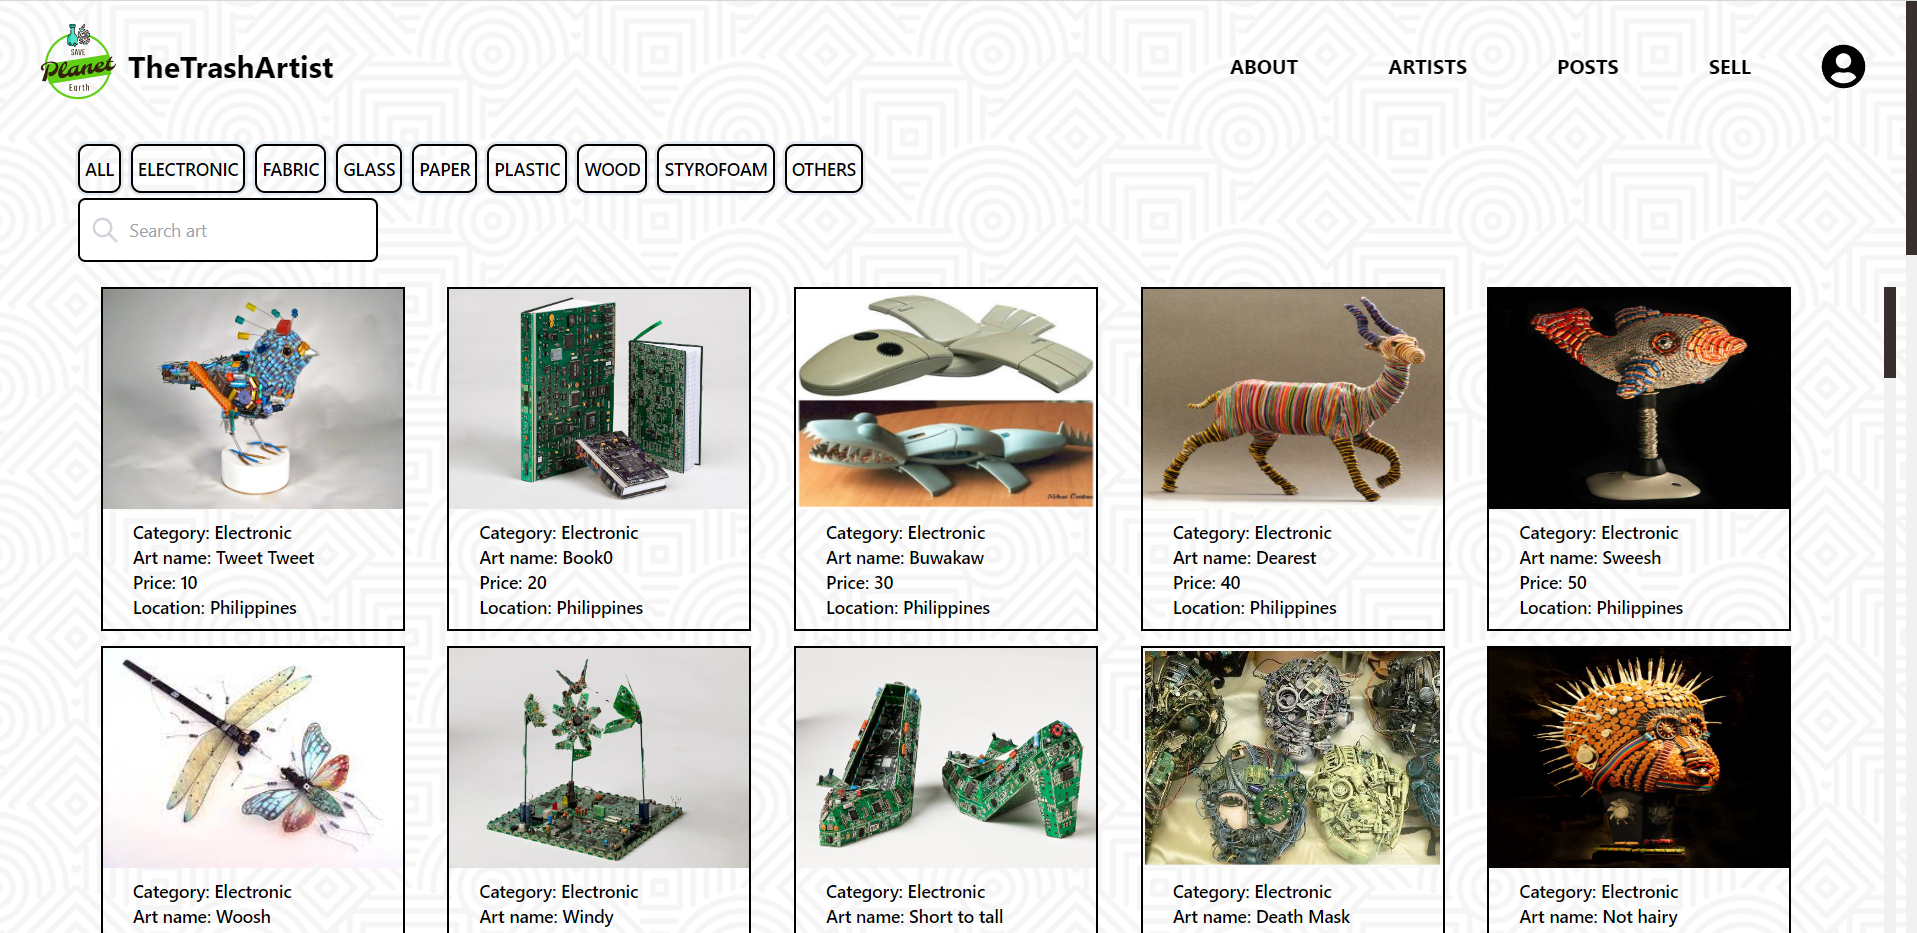 SAVE
Planet
Earth
TheTrashArtist
ABOUT
ARTISTS
POSTS
SELL
ALL
ELECTRONIC
FABRIC
GLASS
PAPER
PLASTIC
WOOD
STYROFOAM
OTHERS
Search art
Category: Electronic
Art name: Tweet Tweet
Price: 10
Location: Philippines
Category: Electronic
Art name: Book0
Price: 20
Location: Philippines
Category: Electronic
Art name: Buwakaw
Price: 30
Location: Philippines
Category: Electronic
Art name: Dearest
Price: 40
Location: Philippines
Category: Electronic
Art name: Sweesh
Price: 50
Location: Philippines
Category: Electronic
Art name: Woosh
Category: Electronic
Art name: Windy
Category: Electronic
Art name: Short to tall
Category: Electronic
Art name: Death Mask
Category: Electronic
Art name: Not hairy